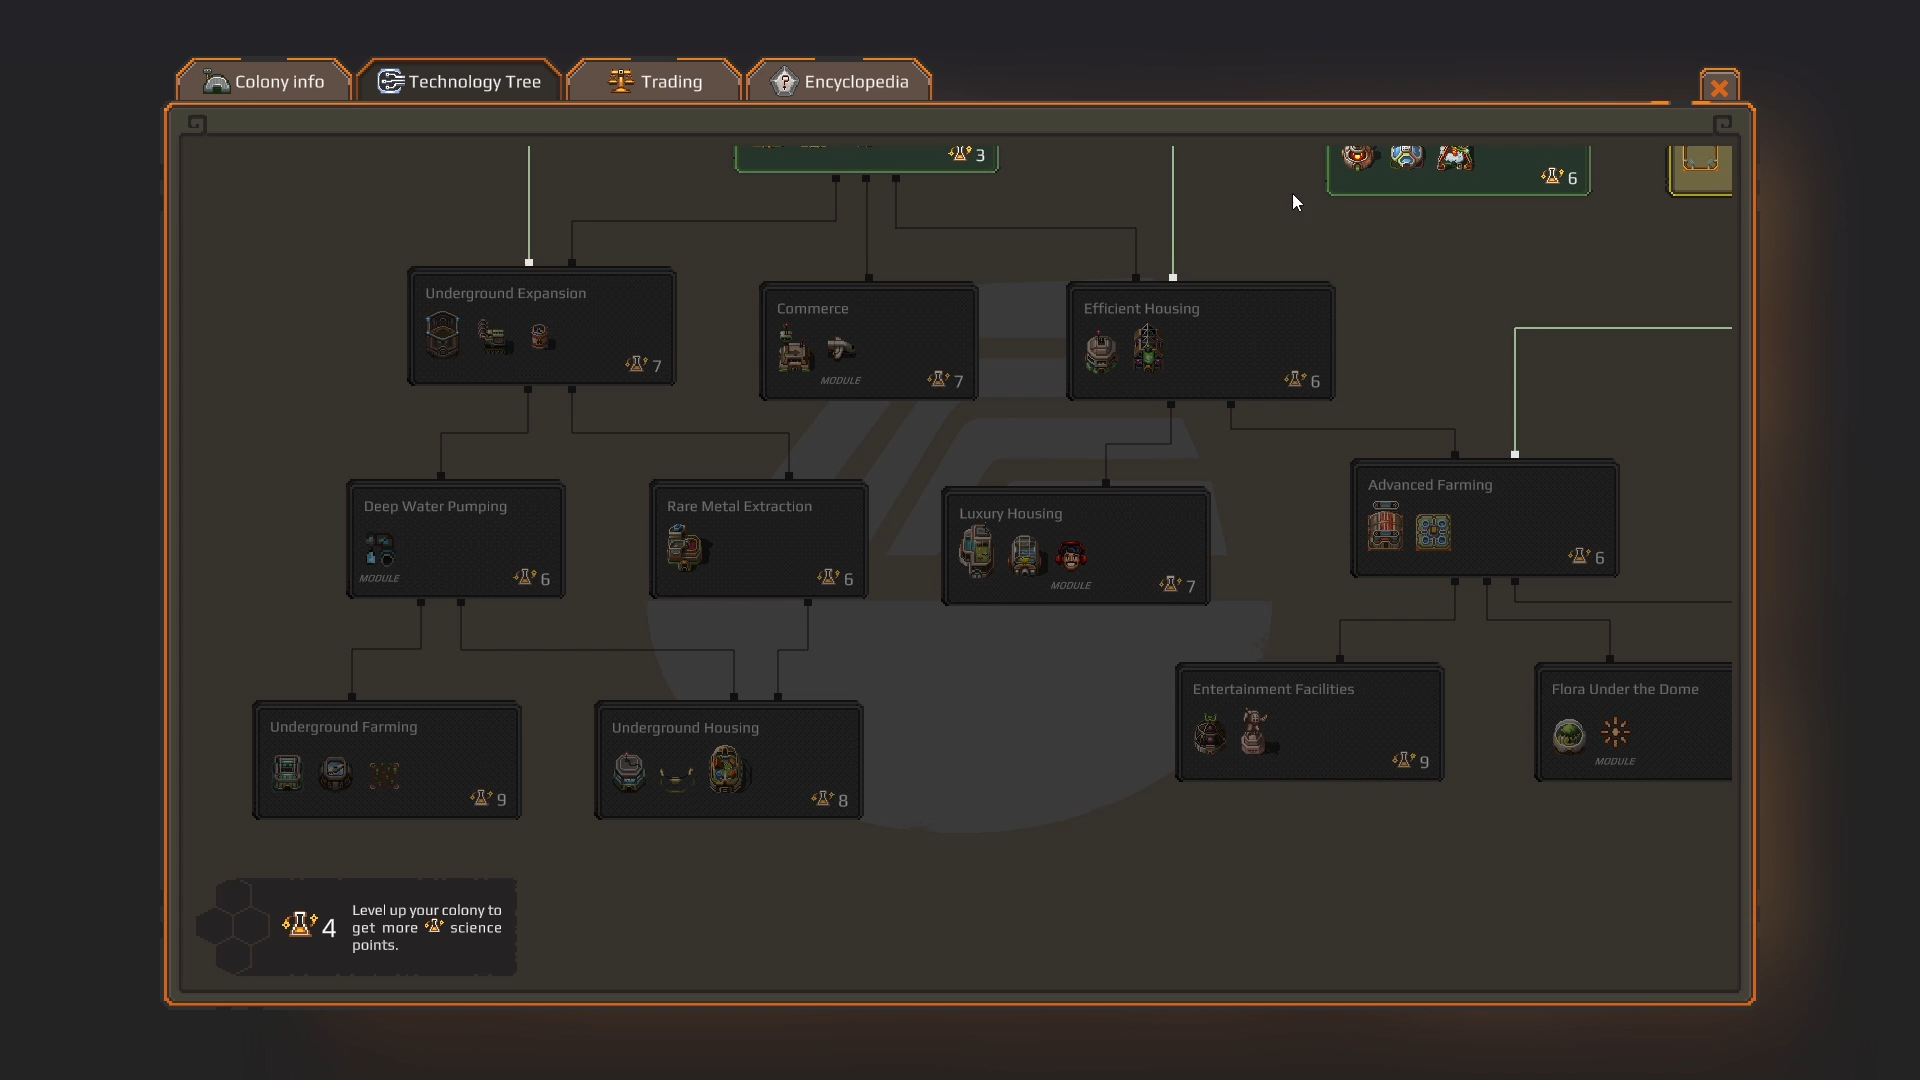 Colony info
Technology Tree
Trading
Encyclopedia
3
6
Underground Expansion
7
Commerce
MODULE
7
Efficient Housing
6
Deep Water Pumping
MODULE
6
Rare Metal Extraction
6
Luxury Housing
MODULE
7
Advanced Farming
6
Underground Farming
9
Underground Housing
8
Entertainment Facilities
9
Flora Under the Dome
MODULE
4
Level up your colony to
get more science
points.